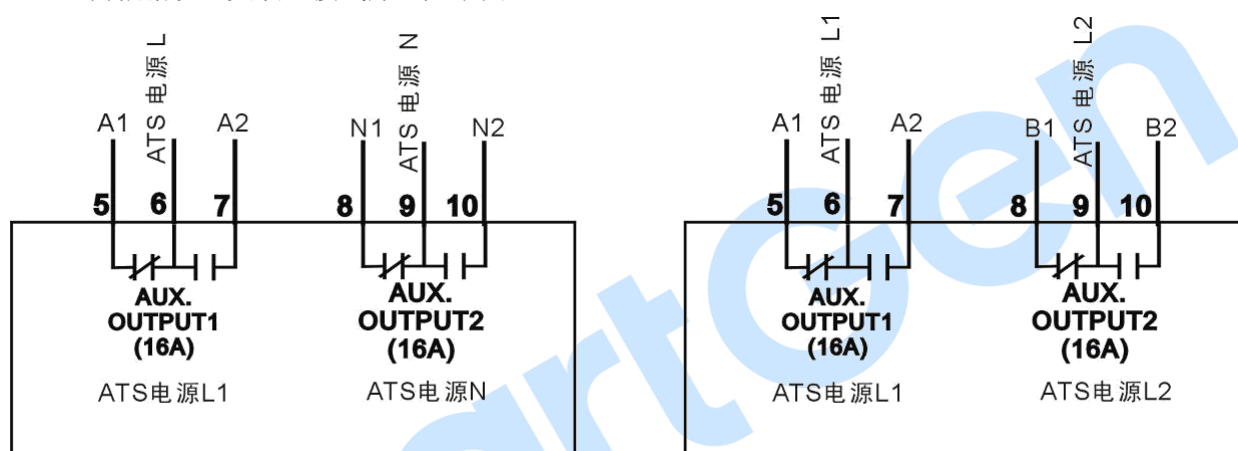 A1
ATS 电源 L
A2
N1
ATS 电源 N
N2
5
6
7
8
9
10
AUX.
OUTPUT1
(16A)
ATS电源L1
AUX.
OUTPUT2
(16A)
ATS电源N
A1
ATS 电源 L1
A2
B1
ATS 电源 L2
B2
5
6
7
8
9
10
AUX.
OUTPUT1
(16A)
ATS电源L1
AUX.
OUTPUT2
(16A)
ATS电源L2
artGen